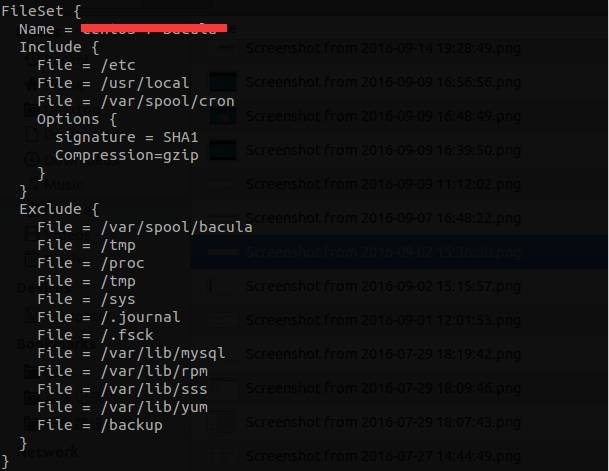 FileSet {
Name =
Include {
File = /etc
File = /usr/local
File = /var/spool/cron
Options {
signature = SHA1
Compression=gzip
}
}
Exclude {
File = /var/spool/bacula
File = /tmp
File = /proc
File = /tmp
File = /sys
File = /.journal
File = /.fsck
File = /var/lib/mysql
File = /var/lib/rpm
File = /var/lib/sss
File = /var/lib/yum
File = /backup
}
}
Screenshot from 2016-09-14 19:28:49.png
Screenshot from 2016-09-09 16:56:56.png
Screenshot from 2016-09-09 16:48:49.png
Screenshot from 2016-09-09 16:39:50.png
Screenshot from 2016-09-09 11:12:02.png
Screenshot from 2016-09-07 16:48:22.png
Screenshot from 2016-09-02 15:36:30.png
Screenshot from 2016-09-02 15:15:57.png
Screenshot from 2016-09-01 12:01:53.png
Screenshot from 2016-07-29 18:19:42.png
Screenshot from 2016-07-29 18:09:46.png
Screenshot from 2016-07-29 18:07:43.png
Screenshot from 2016-07-27 14:44:49.png
Music
Network